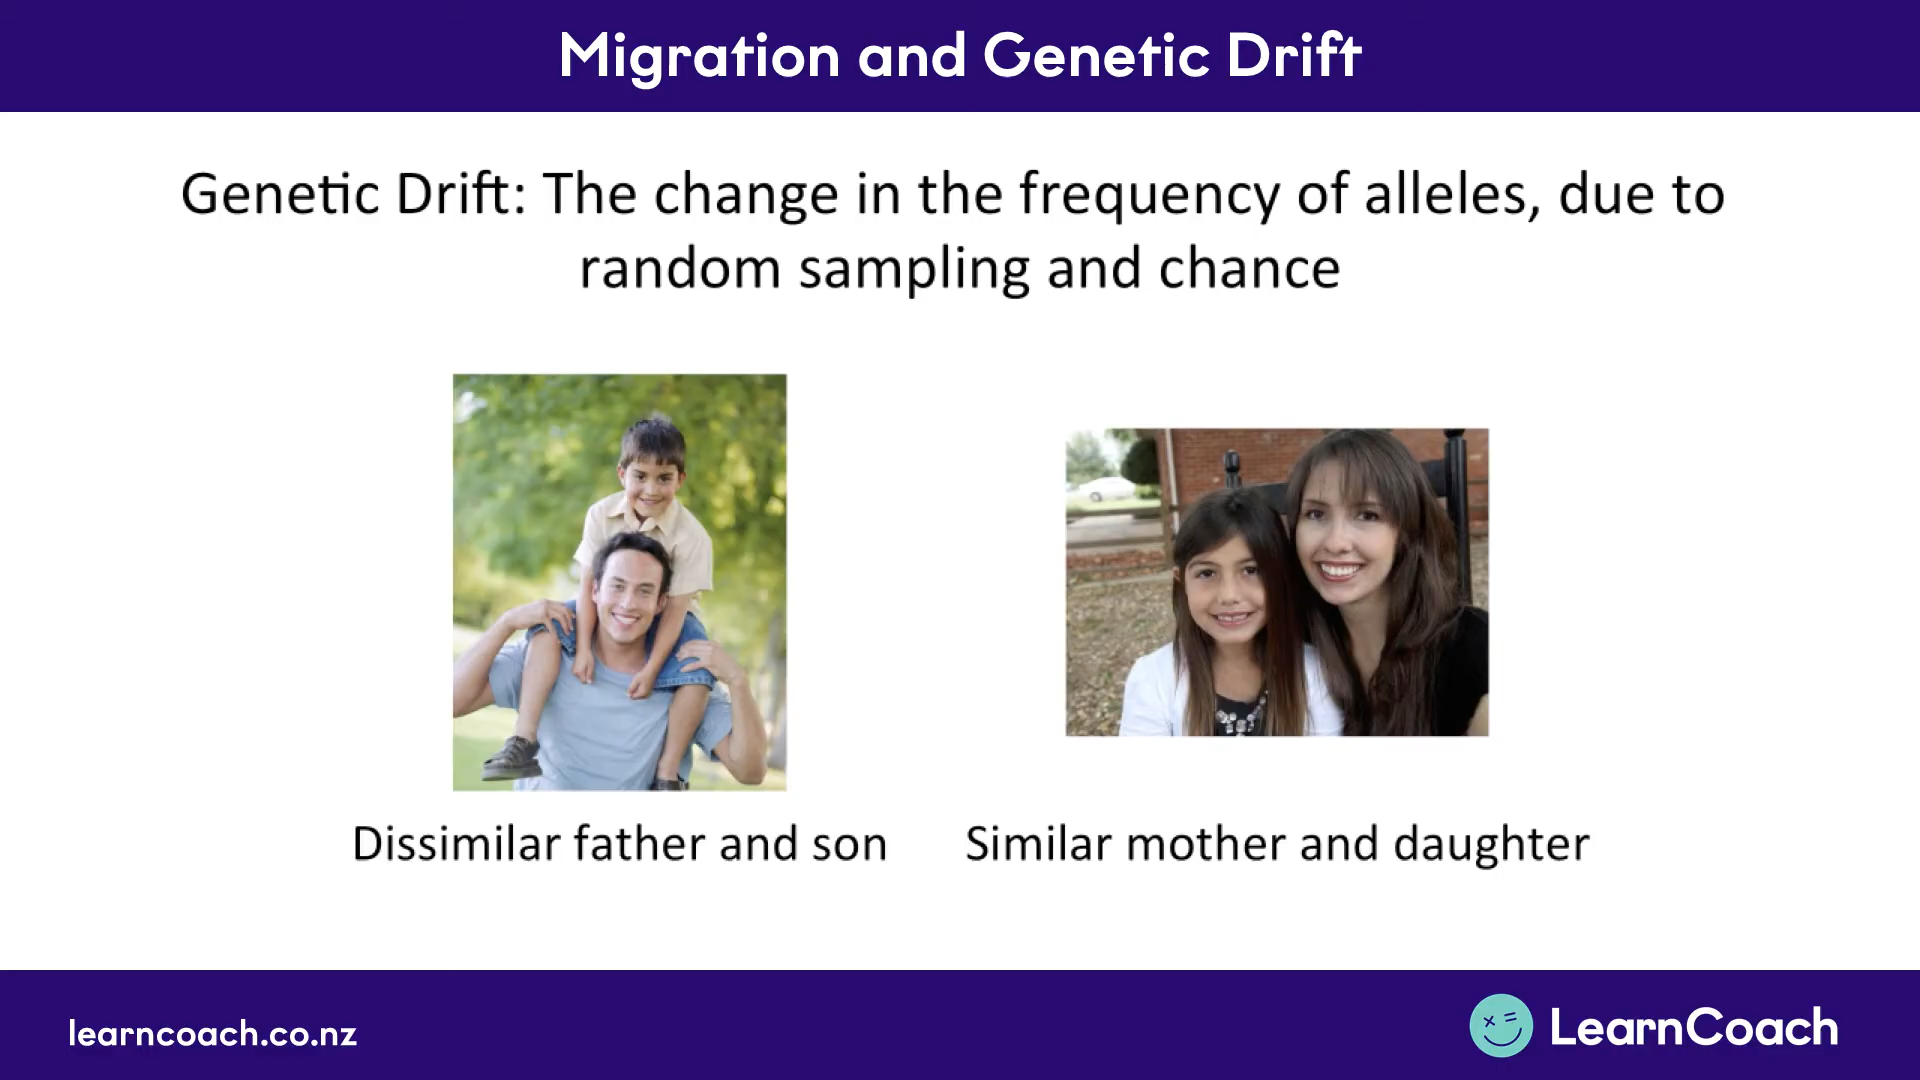 Migration and Genetic Drift
Genetic Drift: The change in the frequency of alleles, due to
random sampling and chance
Dissimilar father and son
Similar mother and daughter
learncoach.co.nz
LearnCoach